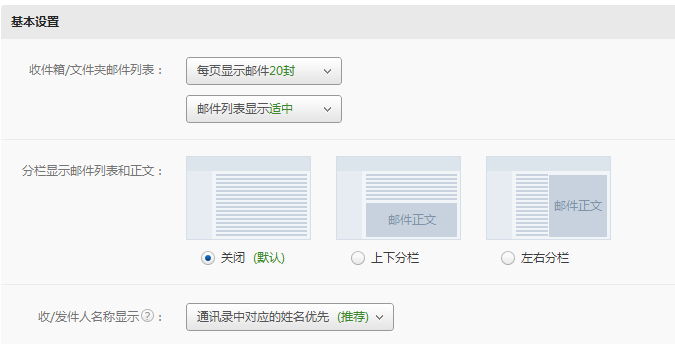 基本设置
收件箱/文件夹邮件列表：
每页显示邮件20封
邮件列表显示适中
分栏显示邮件列表和正文：
邮件正文
邮件正文
关闭 (默认)
上下分栏
左右分栏
收/发件人名称显示?：
通讯录中对应的姓名优先 (推荐)